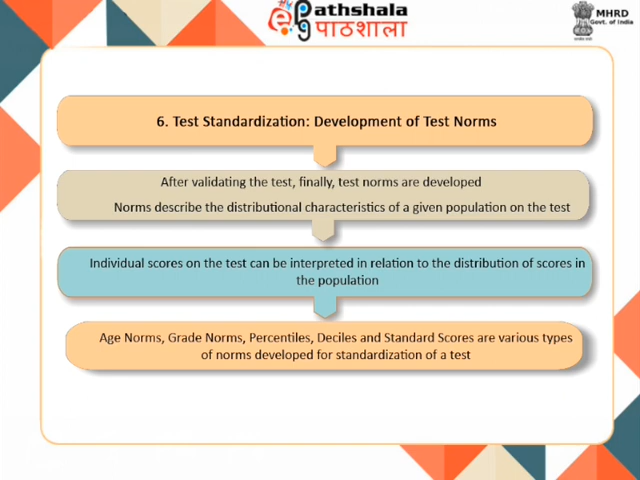 ePathshala
पाठशाला
MHRD
Govt. of India
6. Test Standardization: Development of Test Norms
After validating the test, finally, test norms are developed
Norms describe the distributional characteristics of a given population on the test
Individual scores on the test can be interpreted in relation to the distribution of scores in
the population
Age Norms, Grade Norms, Percentiles, Deciles and Standard Scores are various types
of norms developed for standardization of a test